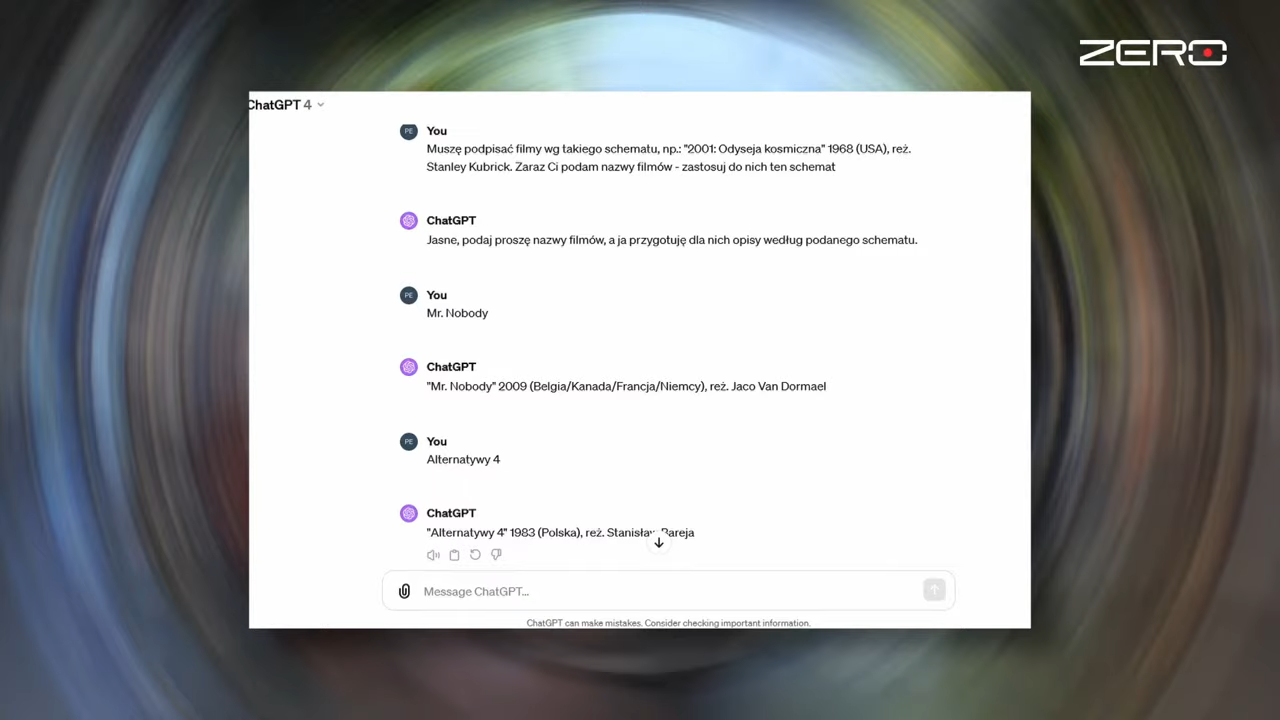 ZERO
ChatGPT 4
You
Muszę podpisać filmy wg takiego schematu, np.: "2001: Odyseja kosmiczna" 1968 (USA), reż.
Stanley Kubrick. Zaraz Ci podam nazwy filmów - zastosuj do nich ten schemat
ChatGPT
Jasne, podaj proszę nazwy filmów, a ja przygotuję dla nich opisy według podanego schematu.
You
Mr. Nobody
ChatGPT
"Mr. Nobody" 2009 (Belgia/Kanada/Francja/Niemcy), reż. Jaco Van Dormael
You
Alternatywy 4
ChatGPT
"Alternatywy 4" 1983 (Polska), reż. Stanisław Bareja
Message ChatGPT...
ChatGPT can make mistakes. Consider checking important information.